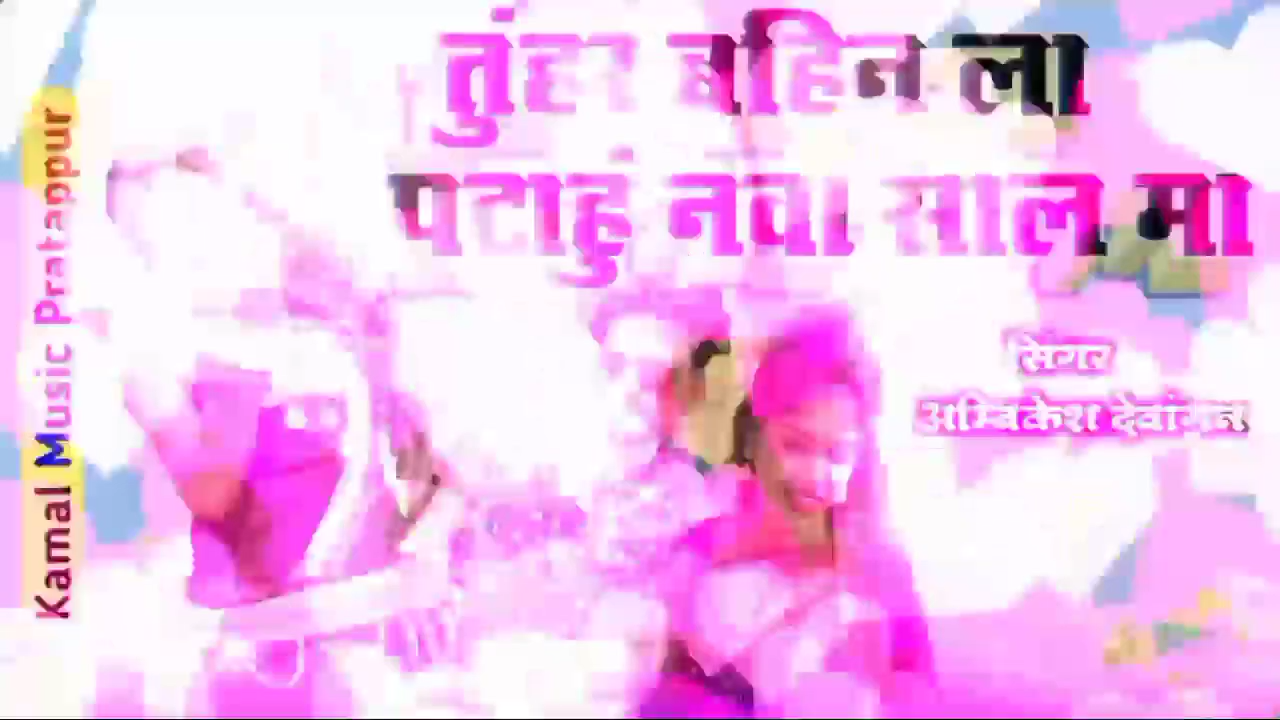 तुंहर बहिन ला
पटाहुं नवा साल मा
सिंगर
अम्बिकेश देवांगन
Kamal Music Pratappur